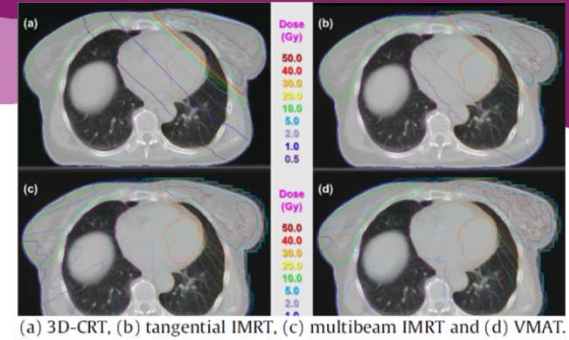 (a)
Dose
(Gy)
50.0
40.0
30.0
20.0
10.0
5.0
2.0
1.0
0.5
(b)
(c)
Dose
(Gy)
50.0
40.0
30.0
20.0
10.0
5.0
2.0
(d)
(a) 3D-CRT, (b) tangential IMRT, (c) multibeam IMRT and (d) VMAT.